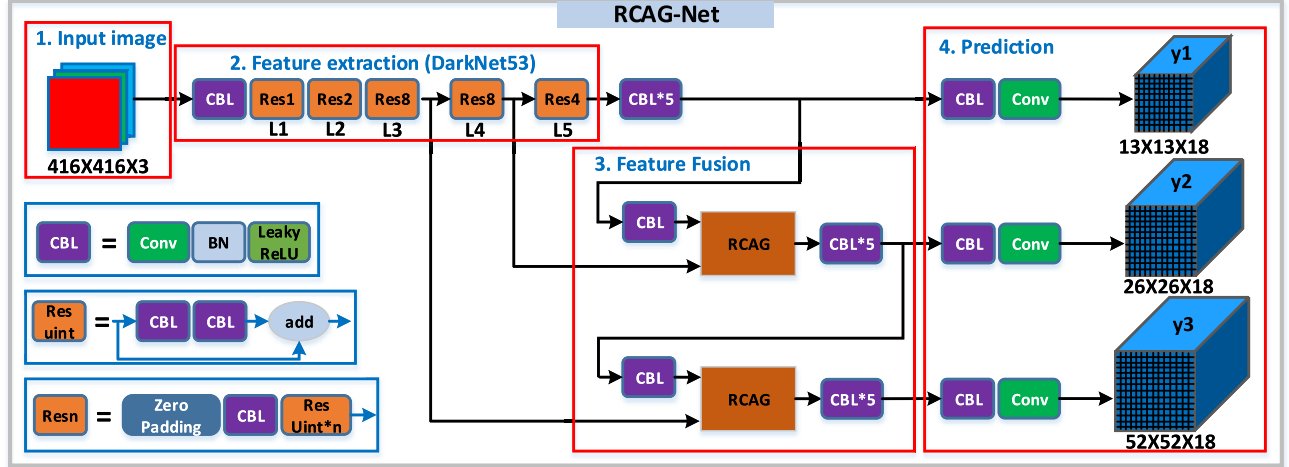 RCAG-Net
1. Input image
416X416X3
2. Feature extraction (DarkNet53)
CBL
Res1
Res2
Res8
Res8
Res4
L1
L2
L3
L4
L5
CBL*5
3. Feature Fusion
CBL
RCAG
CBL*5
CBL
RCAG
CBL*5
4. Prediction
CBL
Conv
y1
13X13X18
CBL
Conv
y2
26X26X18
CBL
Conv
y3
52X52X18
CBL
=
Conv
BN
Leaky
ReLU
Res
uint
=
CBL
CBL
add
Resn
=
Zero
Padding
CBL
Res
Uint*n